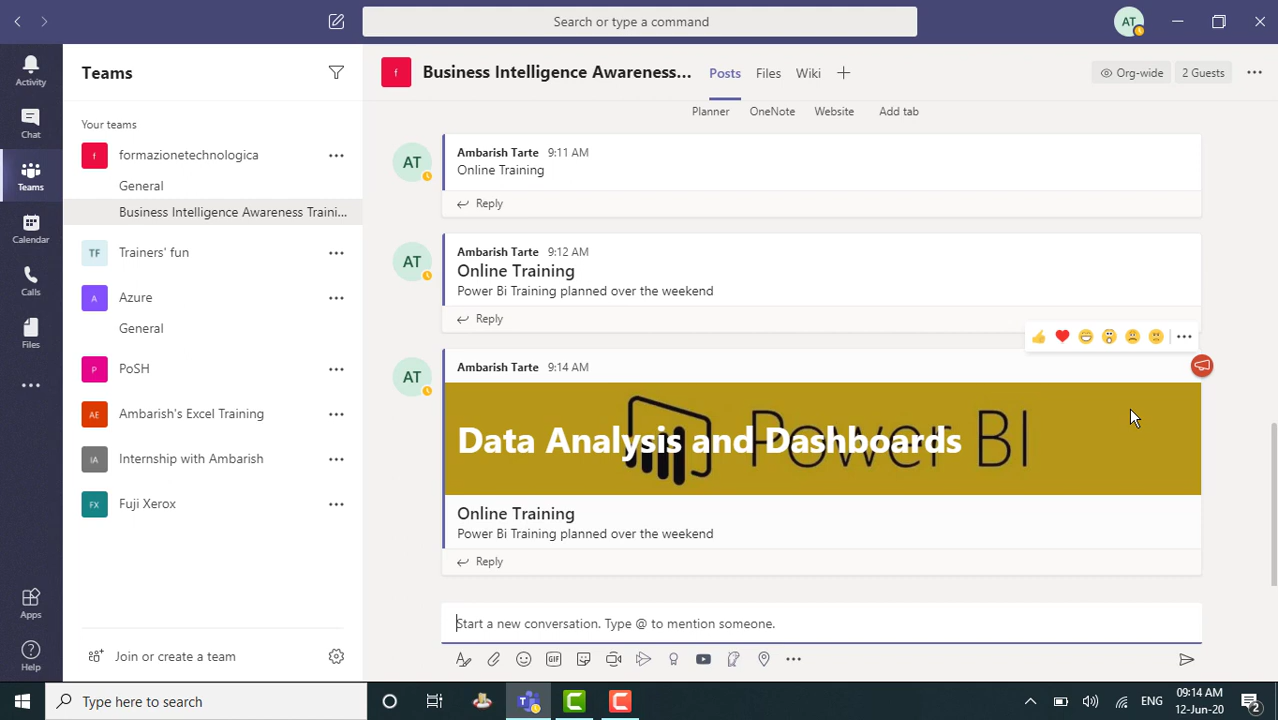 Search or type a command
AT
Activity
Chat
Teams
Calendar
Calls
Files
Apps
Help
Teams
Your teams
f formazionetechnologica
General
Business Intelligence Awareness Traini...
TF Trainers' fun
A Azure
General
P PoSH
AE Ambarish's Excel Training
IA Internship with Ambarish
FX Fuji Xerox
Join or create a team
f Business Intelligence Awareness... Posts Files Wiki
Org-wide 2 Guests
Planner OneNote Website Add tab
AT
Ambarish Tarte 9:11 AM
Online Training
Reply
AT
Ambarish Tarte 9:12 AM
Online Training
Power Bi Training planned over the weekend
Reply
AT
Ambarish Tarte 9:14 AM
Power BI
Data Analysis and Dashboards
Online Training
Power Bi Training planned over the weekend
Reply
Start a new conversation. Type @ to mention someone.
GIF
Type here to search
ENG
09:14 AM
12-Jun-20
2